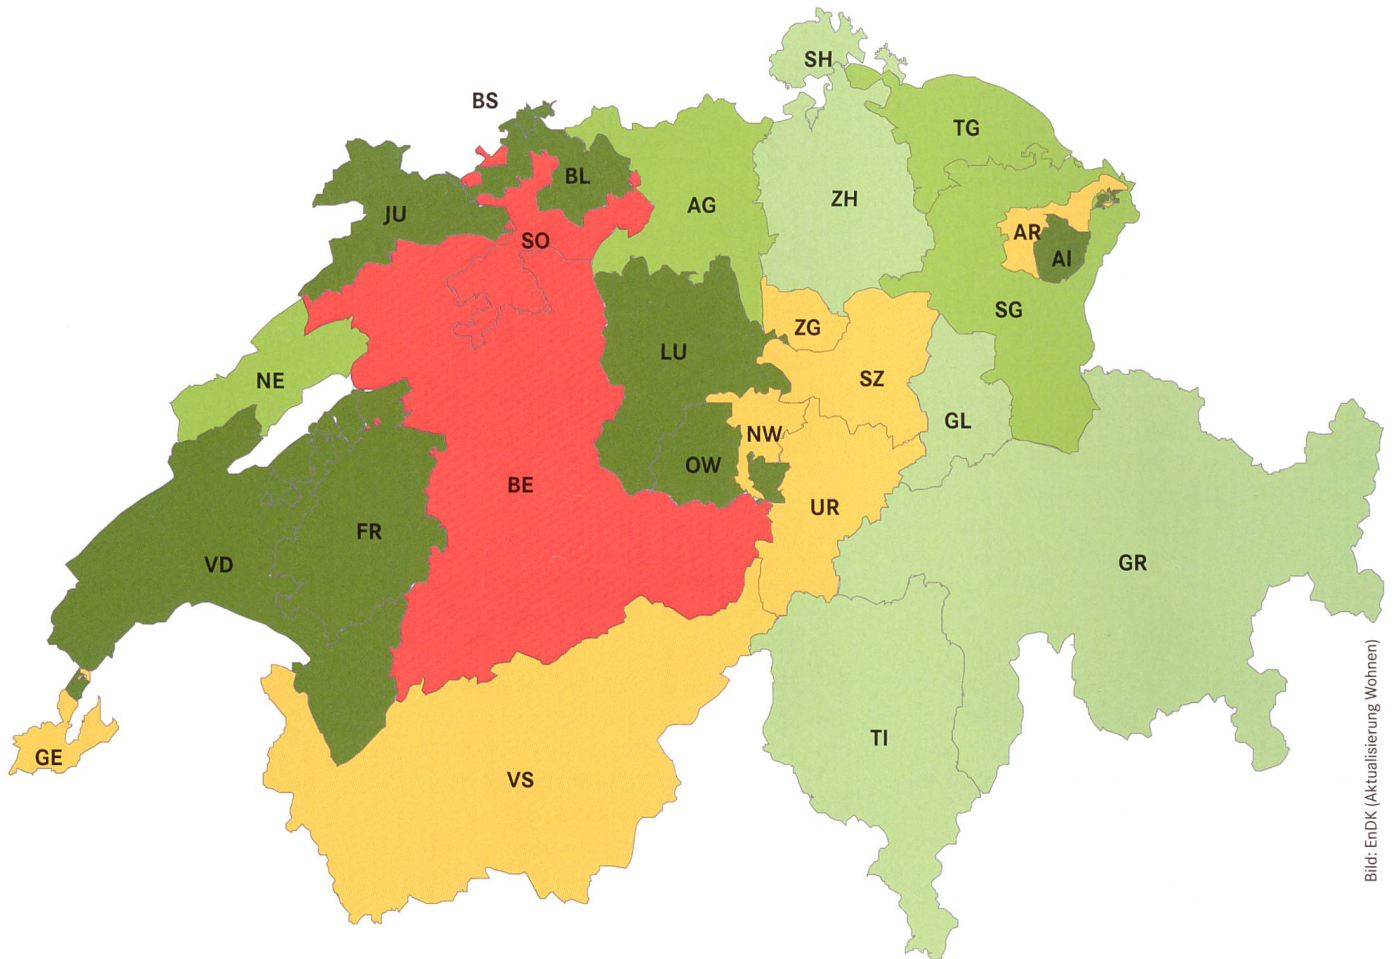 SH
BS
TG
BL
ZH
AG
JU
AR
SO
AI
SG
ZG
LU
SZ
NE
GL
NW
OW
BE
UR
FR
GR
VD
TI
GE
VS
Bild: EnDK (Aktualisierung Wohnen)